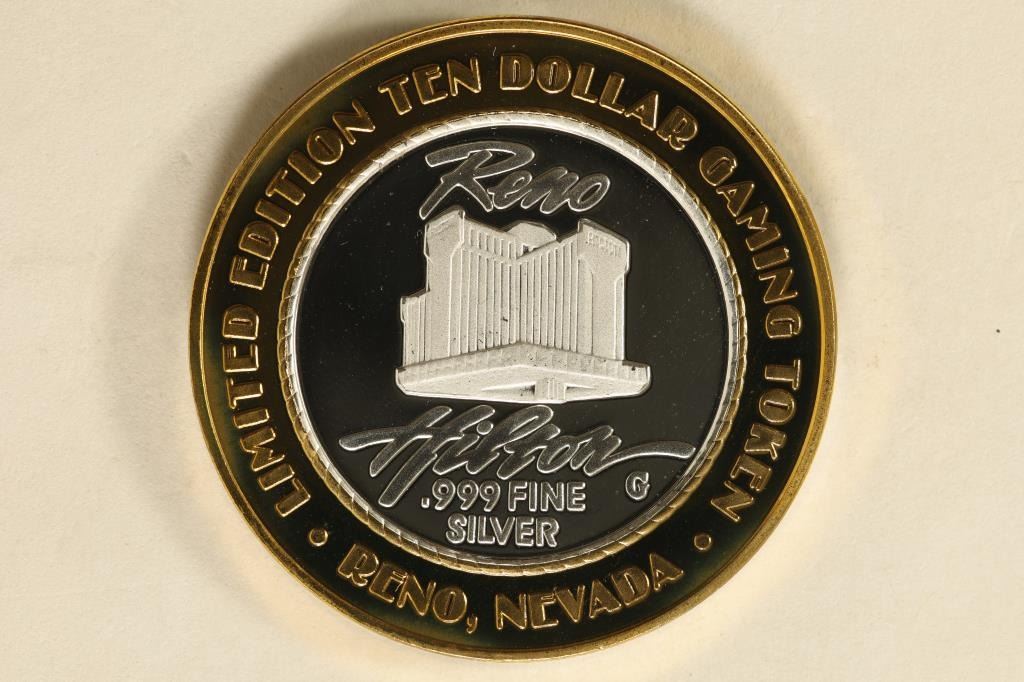 LIMITED EDITION TEN DOLLAR GAMING TOKEN
Reno
Hilton
.999 FINE G
SILVER
• RENO, NEVADA •